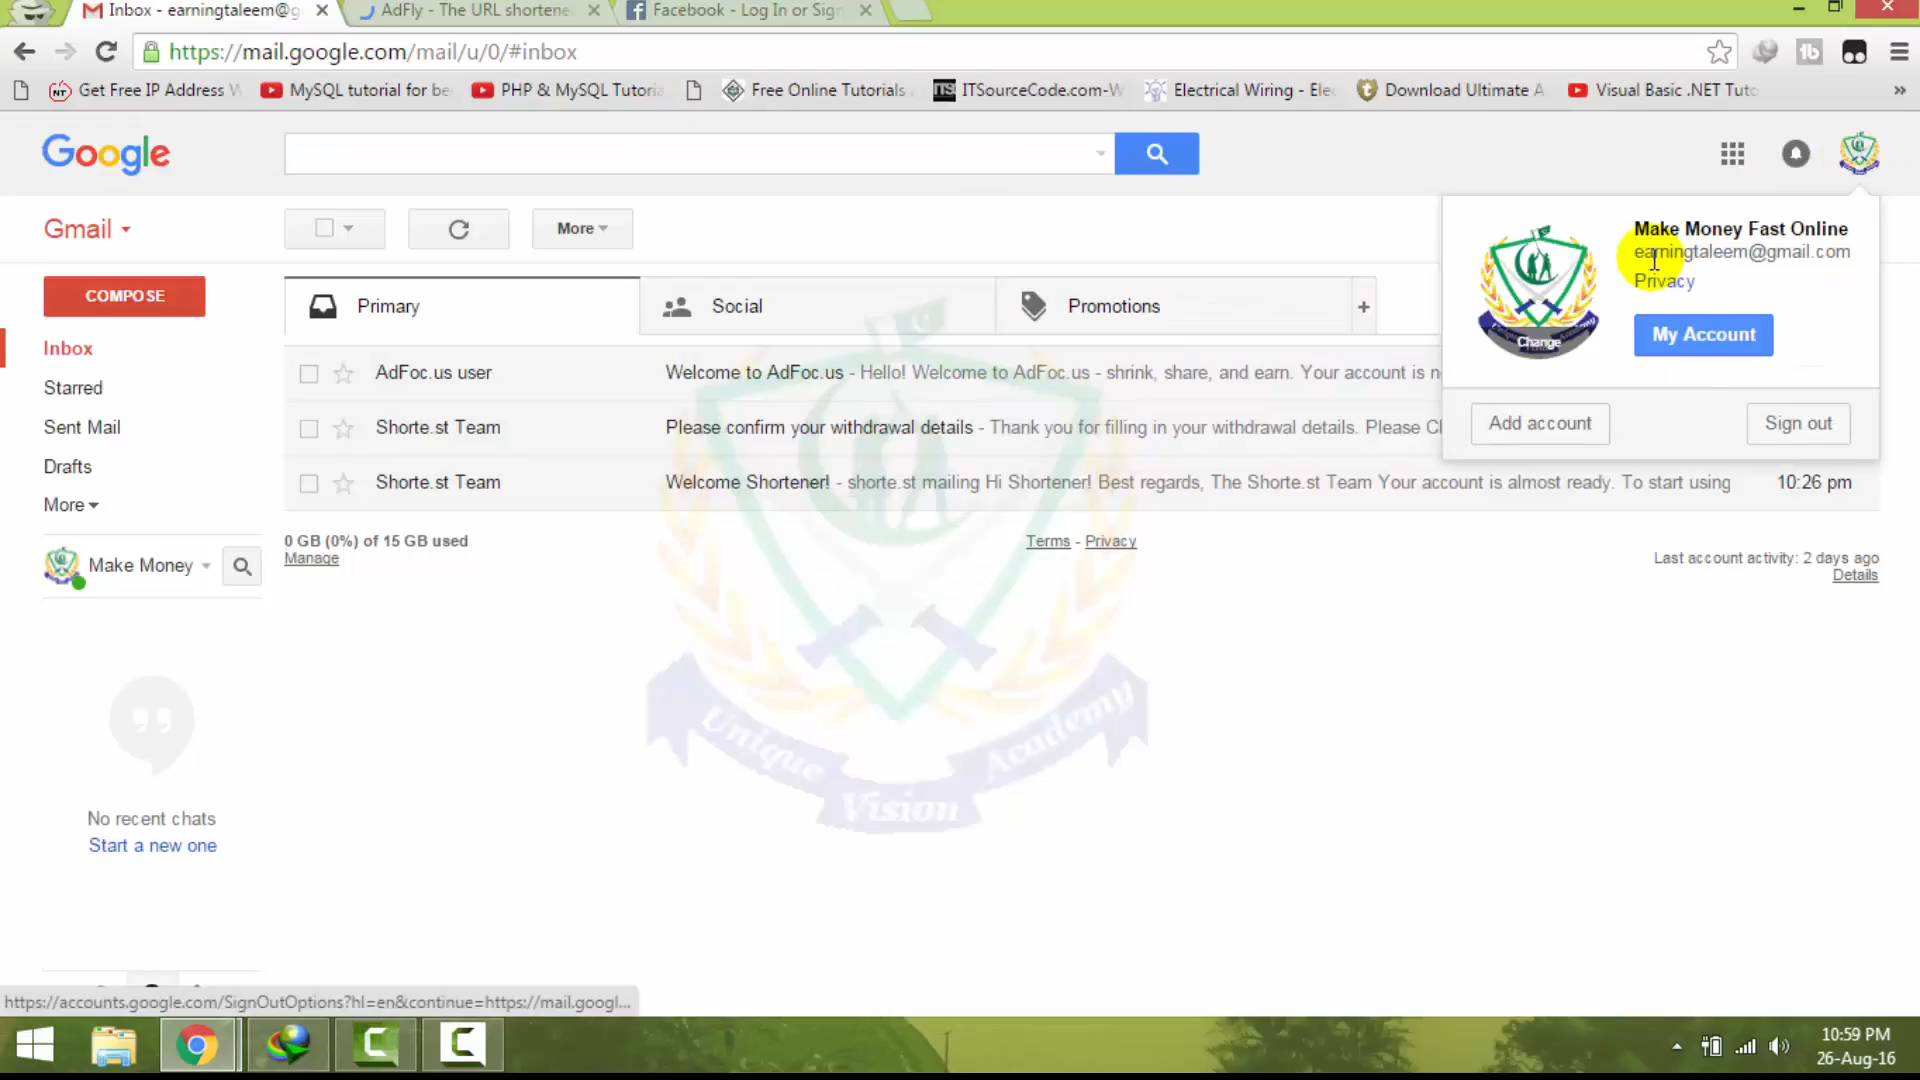 Inbox - earningtaleem@g
AdFly - The URL shortene
Facebook - Log In or Sig
https://mail.google.com/mail/u/0/#inbox
Get Free IP Address
MySQL tutorial for be
PHP & MySQL Tutoria
Free Online Tutorials
ITSourceCode.com-W
Electrical Wiring - Ele
Download Ultimate A
Visual Basic .NET Tuto
Google
Gmail
More
Make Money Fast Online
earningtaleem@gmail.com
Privacy
My Account
Change
Add account
Sign out
COMPOSE
Primary
Social
Promotions
Inbox
Starred
Sent Mail
Drafts
More
AdFoc.us user
Welcome to AdFoc.us - Hello! Welcome to AdFoc.us - shrink, share, and earn. Your account is n
Shorte.st Team
Please confirm your withdrawal details - Thank you for filling in your withdrawal details. Please Cl
Shorte.st Team
Welcome Shortener! - shorte.st mailing Hi Shortener! Best regards, The Shorte.st Team Your account is almost ready. To start using
10:26 pm
0 GB (0%) of 15 GB used
Manage
Terms - Privacy
Last account activity: 2 days ago
Details
Make Money
No recent chats
Start a new one
Unique Vision Academy
https://accounts.google.com/SignOutOptions?hl=en&continue=https://mail.googl...
10:59 PM
26-Aug-16